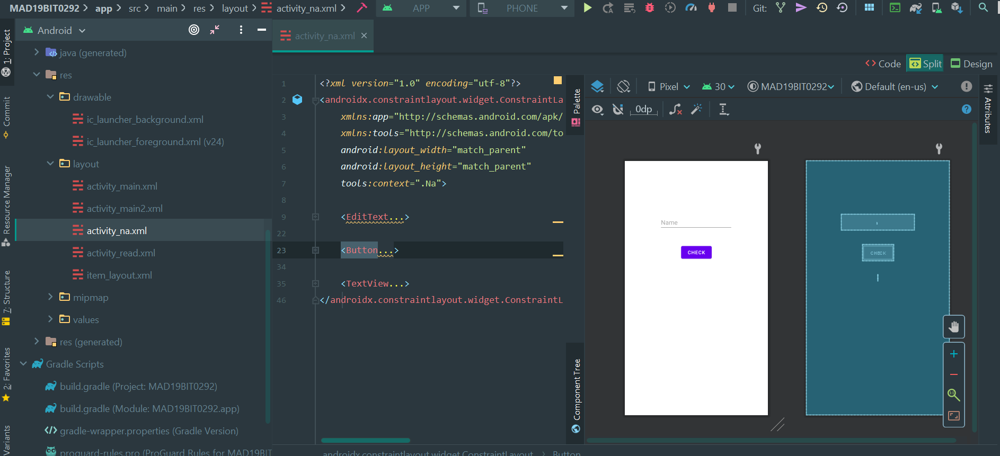 MAD19BIT0292 app src main res layout activity_na.xml APP PHONE Git:
1: Project
Commit
Resource Manager
7: Structure
2: Favorites
Variants
Android
java (generated)
res
drawable
ic_launcher_background.xml
ic_launcher_foreground.xml (v24)
layout
activity_main.xml
activity_main2.xml
activity_na.xml
activity_read.xml
item_layout.xml
mipmap
values
res (generated)
Gradle Scripts
build.gradle (Project: MAD19BIT0292)
build.gradle (Module: MAD19BIT0292.app)
gradle-wrapper.properties (Gradle Version)
proguard-rules.pro (ProGuard Rules for MAD19BIT
activity_na.xml
Code Split Design
1 <?xml version="1.0" encoding="utf-8"?>
2 <androidx.constraintlayout.widget.ConstraintLa
3 xmlns:app="http://schemas.android.com/apk/
4 xmlns:tools="http://schemas.android.com/to
5 android:layout_width="match_parent"
6 android:layout_height="match_parent"
7 tools:context=".Na">
8
9 <EditText...>
22
23 <Button...>
34
35 <TextView...>
46 </androidx.constraintlayout.widget.ConstraintL
androidx.constraintlayout.widget.ConstraintLayout Button
Palette
Component Tree
Pixel 30 MAD19BIT0292 Default (en-us)
0dp
Attributes
Name
CHECK
CHECK
1:1